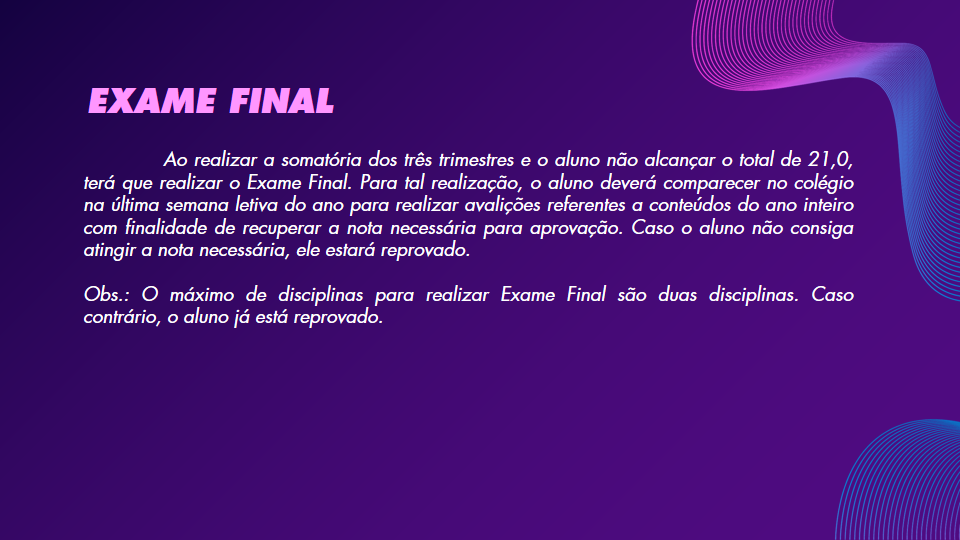 EXAME FINAL
Ao realizar a somatória dos três trimestres e o aluno não alcançar o total de 21,0,
terá que realizar o Exame Final. Para tal realização, o aluno deverá comparecer no colégio
na última semana letiva do ano para realizar avalições referentes a conteúdos do ano inteiro
com finalidade de recuperar a nota necessária para aprovação. Caso o aluno não consiga
atingir a nota necessária, ele estará reprovado.
Obs.: O máximo de disciplinas para realizar Exame Final são duas disciplinas. Caso
contrário, o aluno já está reprovado.